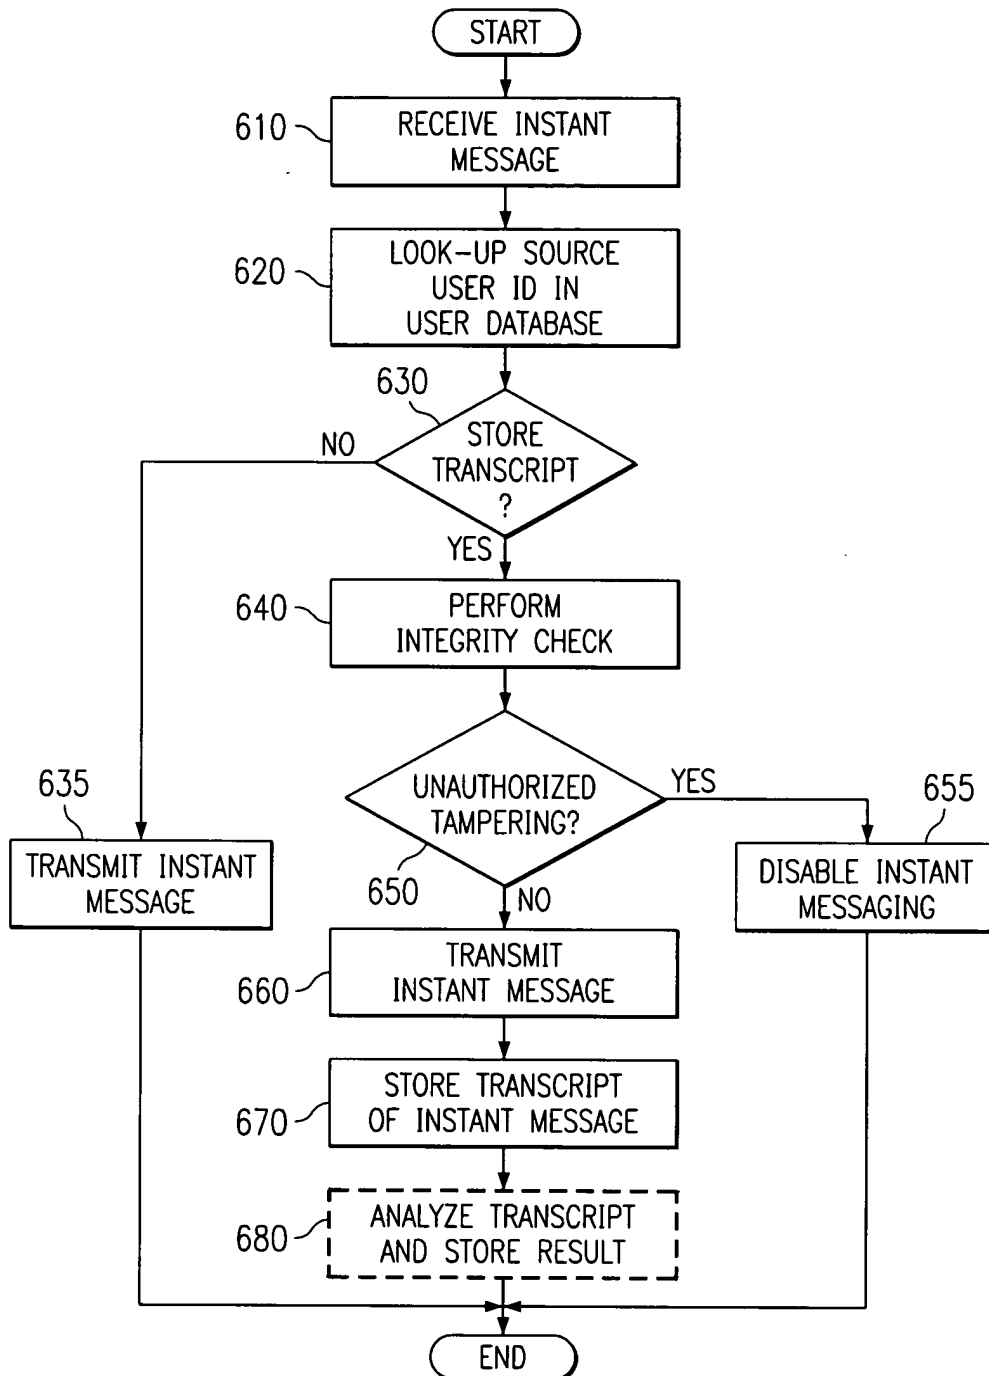 START
610
RECEIVE INSTANT
MESSAGE
620
LOOK-UP SOURCE
USER ID IN
USER DATABASE
630
STORE
TRANSCRIPT
?
NO
YES
640
PERFORM
INTEGRITY CHECK
650
UNAUTHORIZED
TAMPERING?
YES
NO
635
TRANSMIT INSTANT
MESSAGE
655
DISABLE INSTANT
MESSAGING
660
TRANSMIT
INSTANT MESSAGE
670
STORE TRANSCRIPT
OF INSTANT MESSAGE
680
ANALYZE TRANSCRIPT
AND STORE RESULT
END